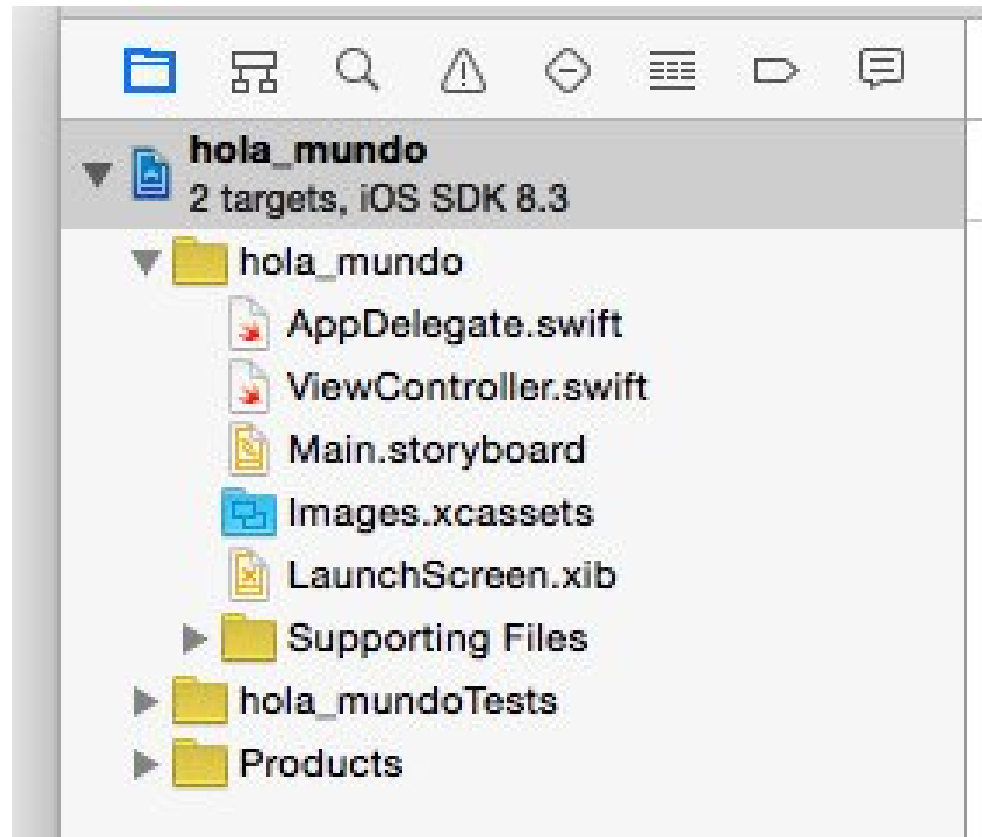 hola_mundo
2 targets, iOS SDK 8.3
hola_mundo
AppDelegate.swift
ViewController.swift
Main.storyboard
Images.xcassets
LaunchScreen.xib
Supporting Files
hola_mundoTests
Products